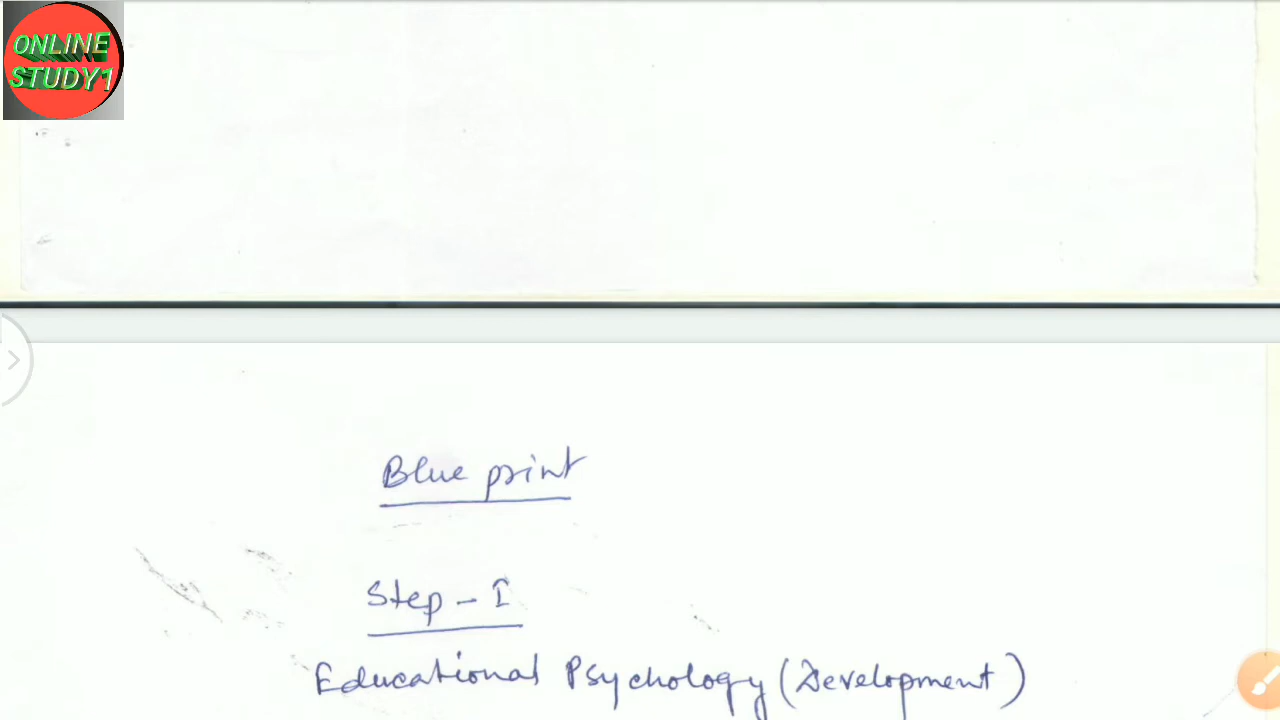 ONLINE
STUDY1
Blue print
Step - I
Educational Psychology (Development)